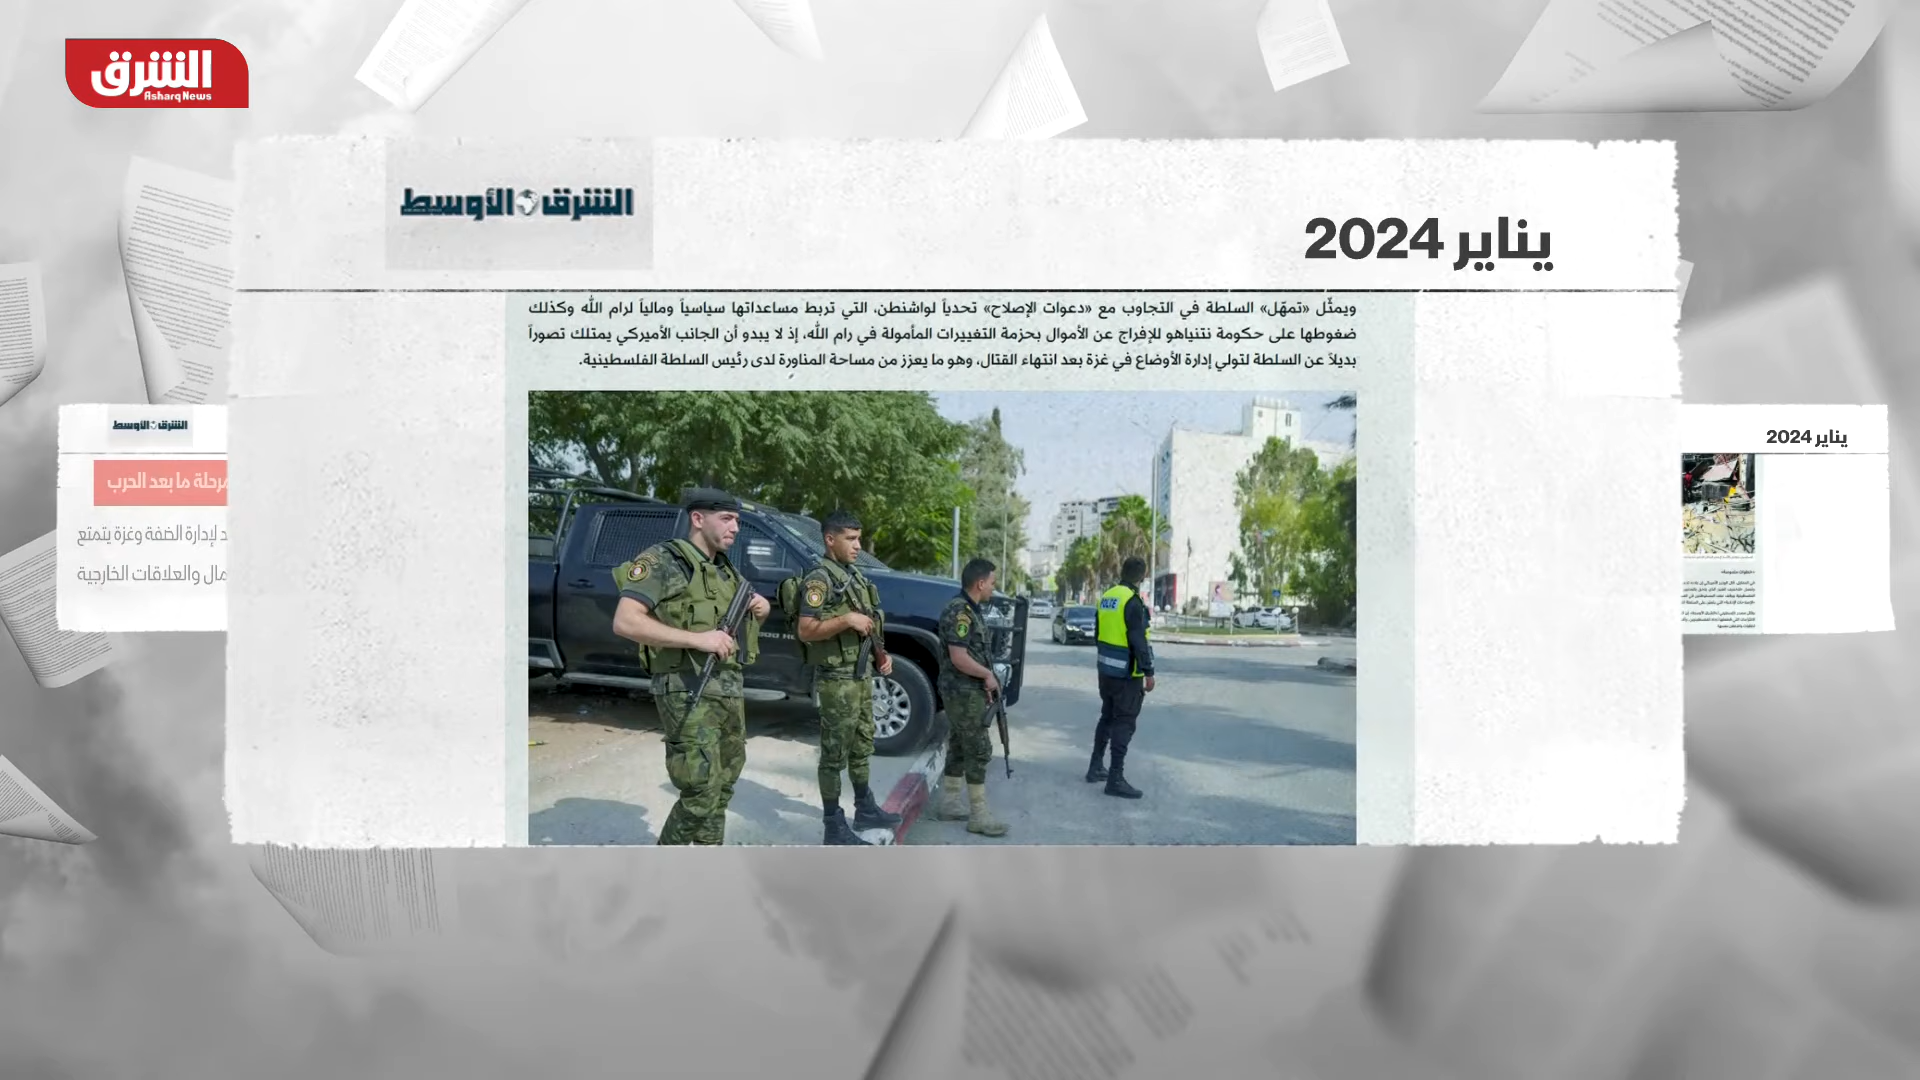 الشرق
Asharq News
الشرق الأوسط
يناير 2024
ويمثّل «تمهّل» السلطة في التجاوب مع «دعوات الإصلاح» تحدياً لواشنطن، التي تربط مساعداتها سياسياً ومالياً لرام الله وكذلك
ضغوطها على حكومة نتنياهو للإفراج عن الأموال بحزمة التغييرات المأمولة في رام الله، إذ لا يبدو أن الجانب الأميركي يمتلك تصوراً
بديلاً عن السلطة لتولي إدارة الأوضاع في غزة بعد انتهاء القتال، وهو ما يعزز من مساحة المناورة لدى رئيس السلطة الفلسطينية.
POLICE
الشرق الأوسط
مرحلة ما بعد الحرب
د لإدارة الضفة وغزة يتمتع
مال والعلاقات الخارجية
يناير 2024